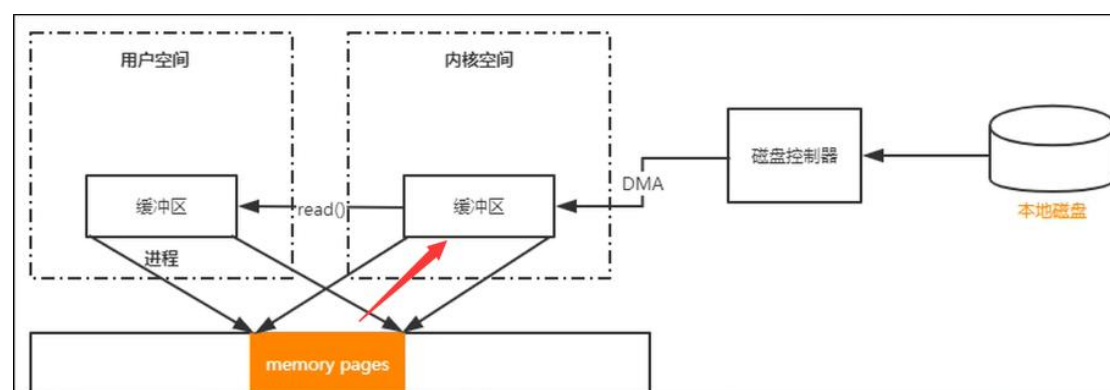 用户空间
内核空间
磁盘控制器
DMA
缓冲区
read()
缓冲区
本地磁盘
进程
memory pages